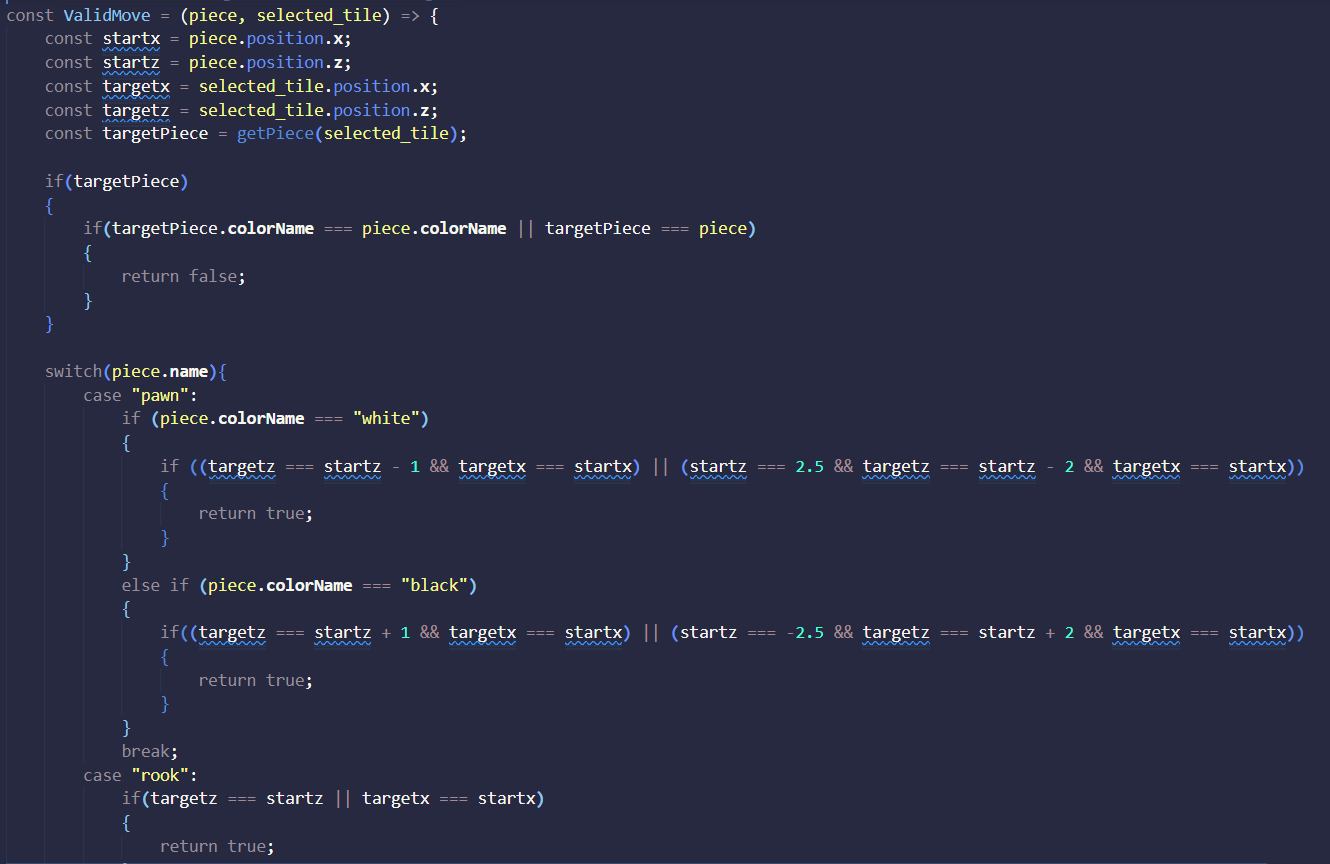 const ValidMove = (piece, selected_tile) => {
    const startx = piece.position.x;
    const startz = piece.position.z;
    const targetx = selected_tile.position.x;
    const targetz = selected_tile.position.z;
    const targetPiece = getPiece(selected_tile);

    if(targetPiece)
    {
        if(targetPiece.colorName === piece.colorName || targetPiece === piece)
        {
            return false;
        }
    }

    switch(piece.name){
        case "pawn":
            if (piece.colorName === "white")
            {
                if ((targetz === startz - 1 && targetx === startx) || (startz === 2.5 && targetz === startz - 2 && targetx === startx))
                {
                    return true;
                }
            }
            else if (piece.colorName === "black")
            {
                if((targetz === startz + 1 && targetx === startx) || (startz === -2.5 && targetz === startz + 2 && targetx === startx))
                {
                    return true;
                }
            }
            break;
        case "rook":
            if(targetz === startz || targetx === startx)
            {
                return true;